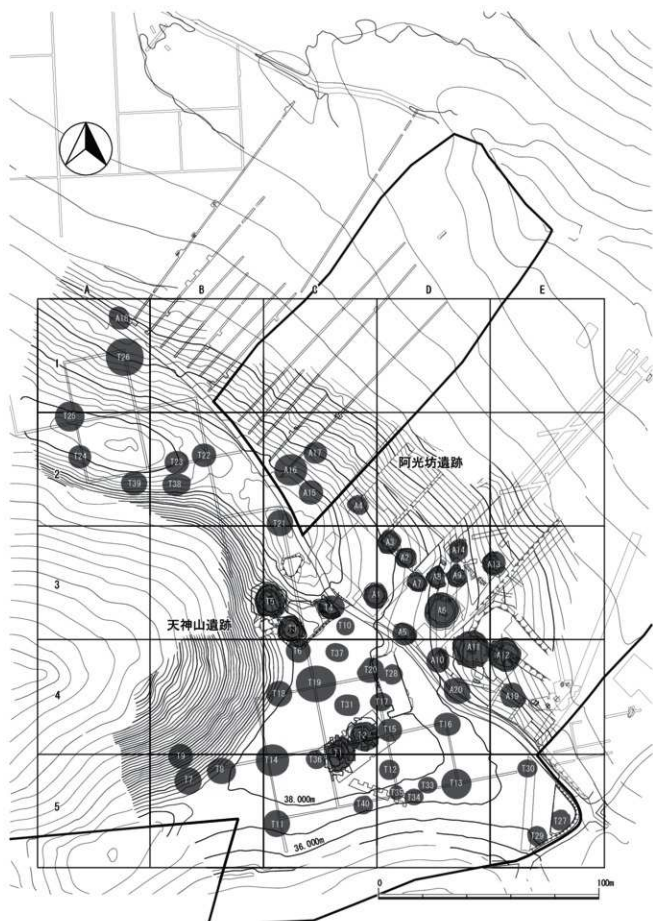 A B C D E
A18
1
T26
T25
A17
T24
T23
T22
A16
阿光坊遺跡
2
T39
T38
A15
A4
T21
A3
A2
A14
A13
3
A7
A8
A9
天神山遺跡
T5
T4
A1
A6
T10
A5
T6
T37
A11
A12
A10
4
T19
T20
T28
T18
A20
A19
T31
T17
T2
T15
T16
T9
T1
T14
T36
T8
T12
T30
T7
T33
T13
38.000m
T35
T34
5
T40
T11
T27
T29
36.000m
0 100m